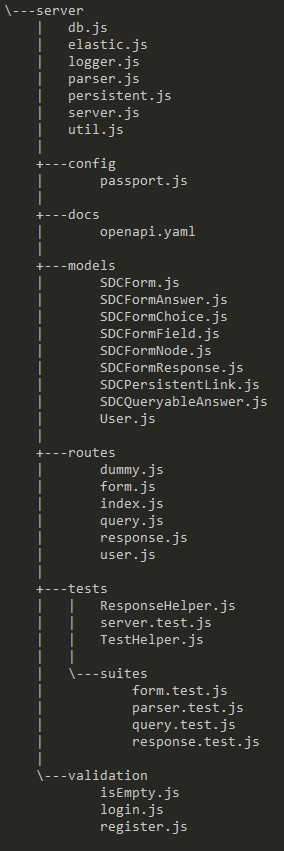 \---server
    |   db.js
    |   elastic.js
    |   logger.js
    |   parser.js
    |   persistent.js
    |   server.js
    |   util.js
    |
    +---config
    |       passport.js
    |
    +---docs
    |       openapi.yaml
    |
    +---models
    |       SDCForm.js
    |       SDCFormAnswer.js
    |       SDCFormChoice.js
    |       SDCFormField.js
    |       SDCFormNode.js
    |       SDCFormResponse.js
    |       SDCPersistentLink.js
    |       SDCQueryableAnswer.js
    |       User.js
    |
    +---routes
    |       dummy.js
    |       form.js
    |       index.js
    |       query.js
    |       response.js
    |       user.js
    |
    +---tests
    |   |   ResponseHelper.js
    |   |   server.test.js
    |   |   TestHelper.js
    |   |
    |   \---suites
    |           form.test.js
    |           parser.test.js
    |           query.test.js
    |           response.test.js
    |
    \---validation
            isEmpty.js
            login.js
            register.js